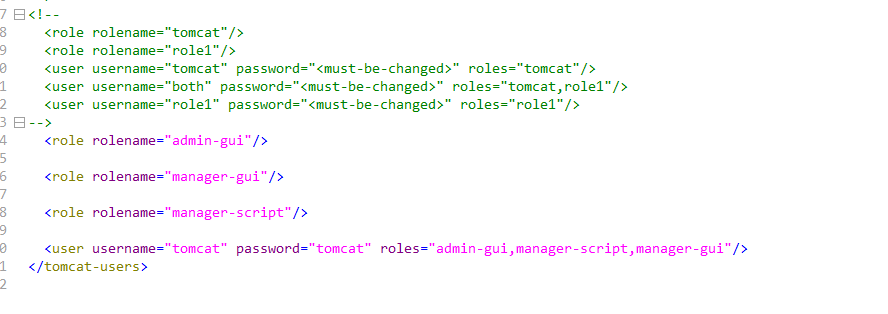 7 <!--
8 <role rolename="tomcat"/>
9 <role rolename="role1"/>
0 <user username="tomcat" password="<must-be-changed>" roles="tomcat"/>
1 <user username="both" password="<must-be-changed>" roles="tomcat,role1"/>
2 <user username="role1" password="<must-be-changed>" roles="role1"/>
3 -->
4 <role rolename="admin-gui"/>
5
6 <role rolename="manager-gui"/>
7
8 <role rolename="manager-script"/>
9
0 <user username="tomcat" password="tomcat" roles="admin-gui,manager-script,manager-gui"/>
1 </tomcat-users>
2